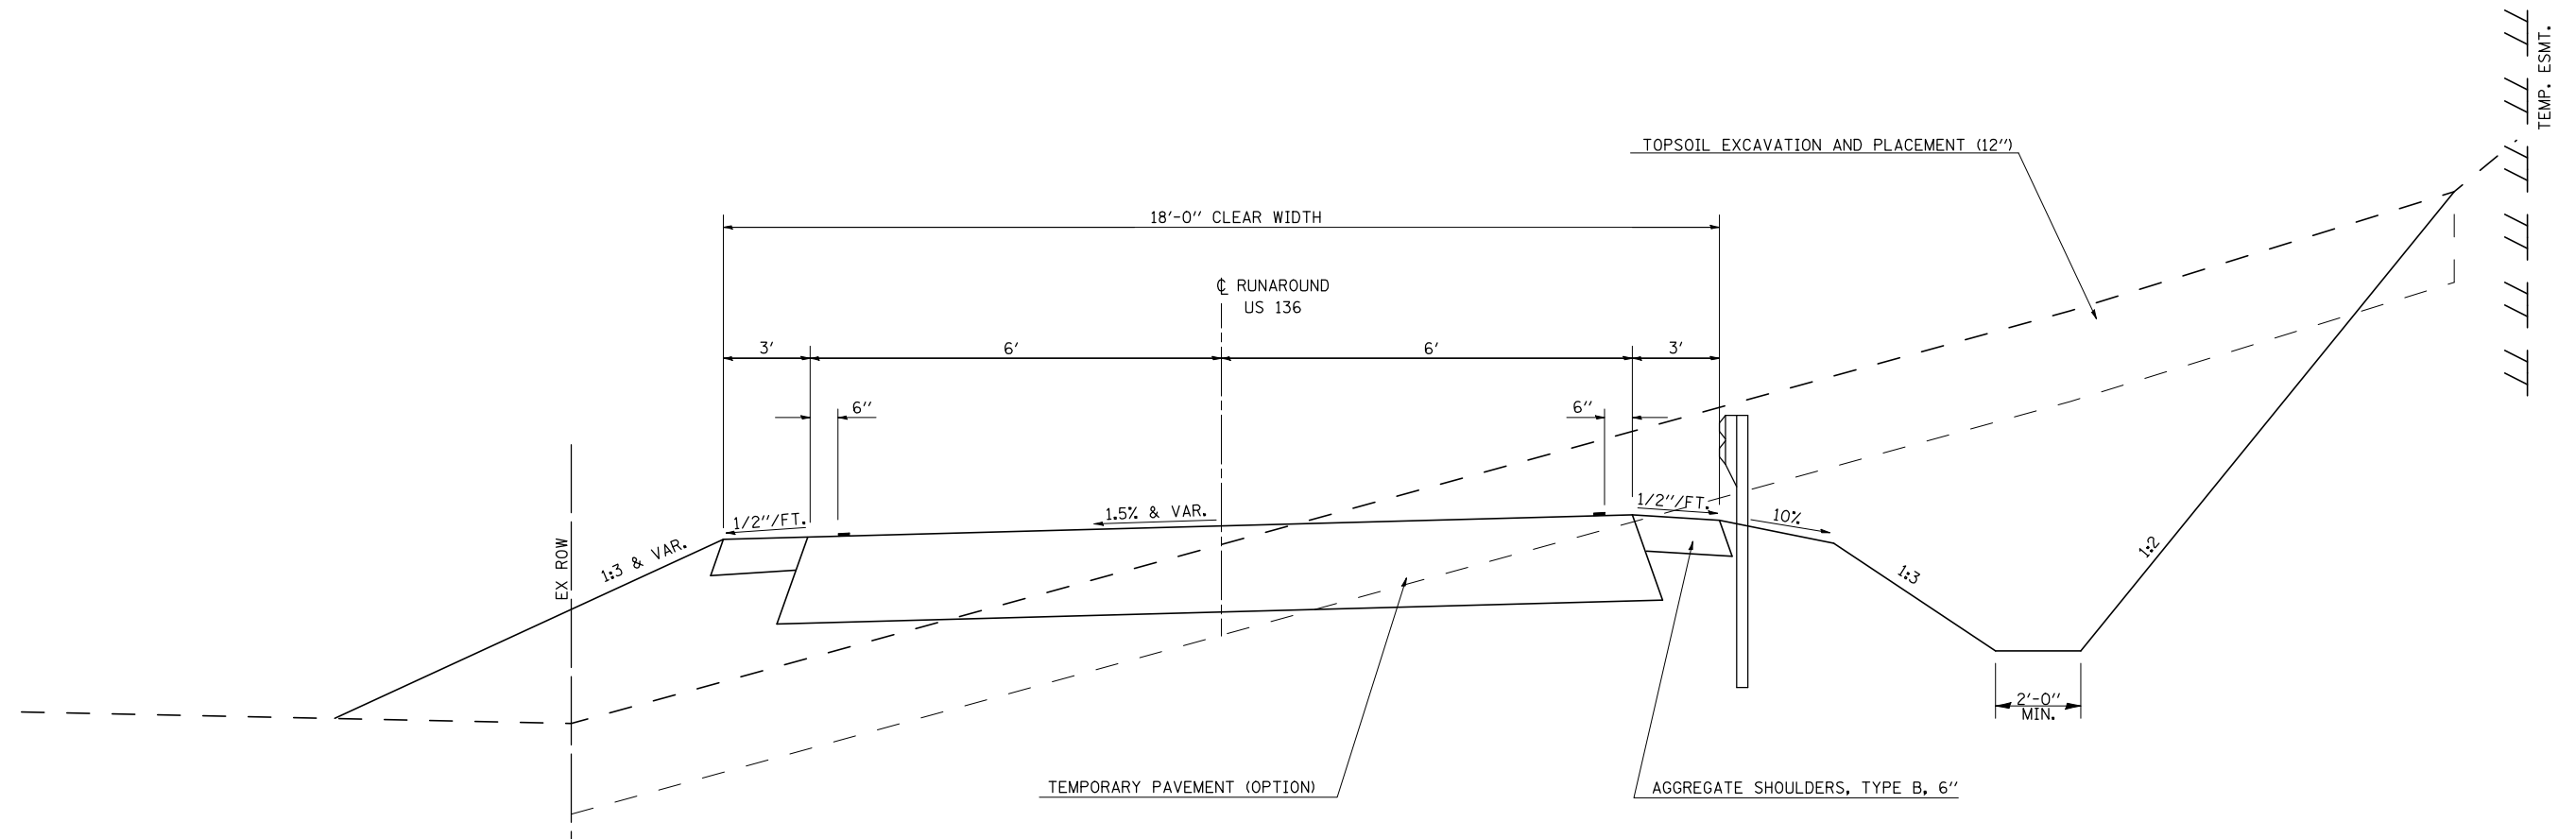 TEMP. ESMT.
TOPSOIL EXCAVATION AND PLACEMENT (12")
18'-0" CLEAR WIDTH
℄ RUNAROUND
US 136
3'
6'
6'
3'
6"
6"
1/2"/FT.
1.5% & VAR.
1/2"/FT.
10%
EX ROW
1:3 & VAR.
1:3
1:2
2'-0"
MIN.
TEMPORARY PAVEMENT (OPTION)
AGGREGATE SHOULDERS, TYPE B, 6"